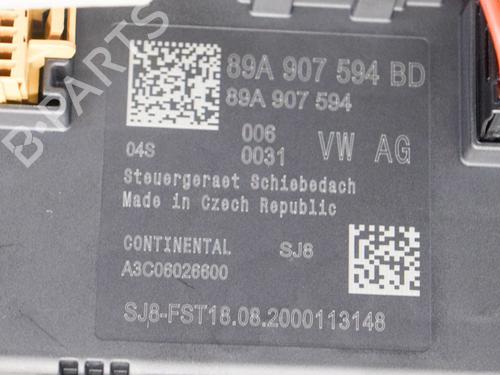 89A 907 594 BD
89A 907 594
006
04S 0031 VW AG
Steuergeraet Schiebedach
Made in Czech Republic
CONTINENTAL SJ8
A3C06026600
SJ8-FST18.08.2000113148
B-PARTS